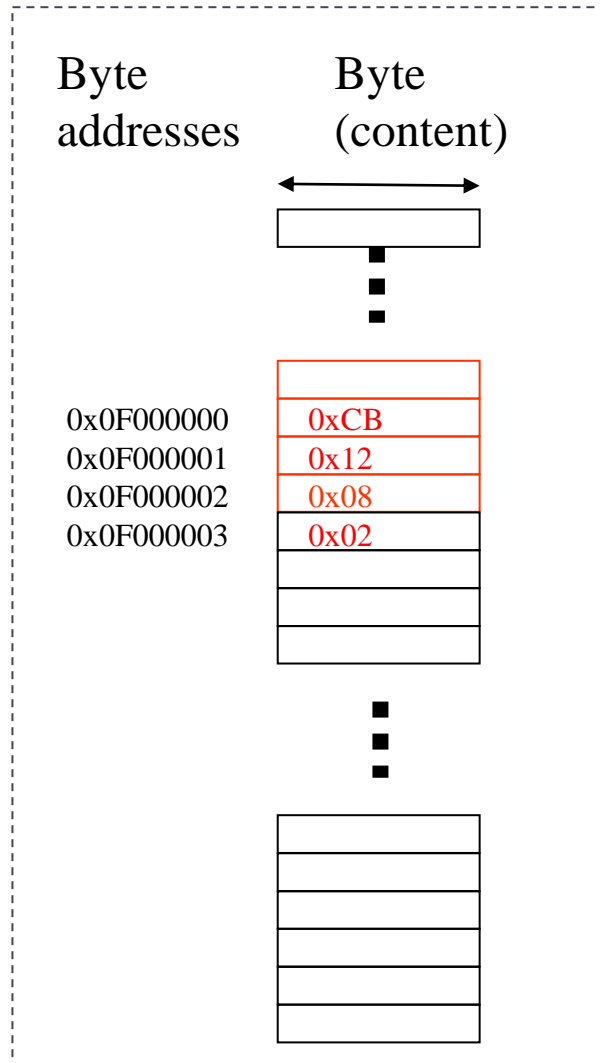 Byte addresses
Byte (content)
0x0F000000 0xCB
0x0F000001 0x12
0x0F000002 0x08
0x0F000003 0x02